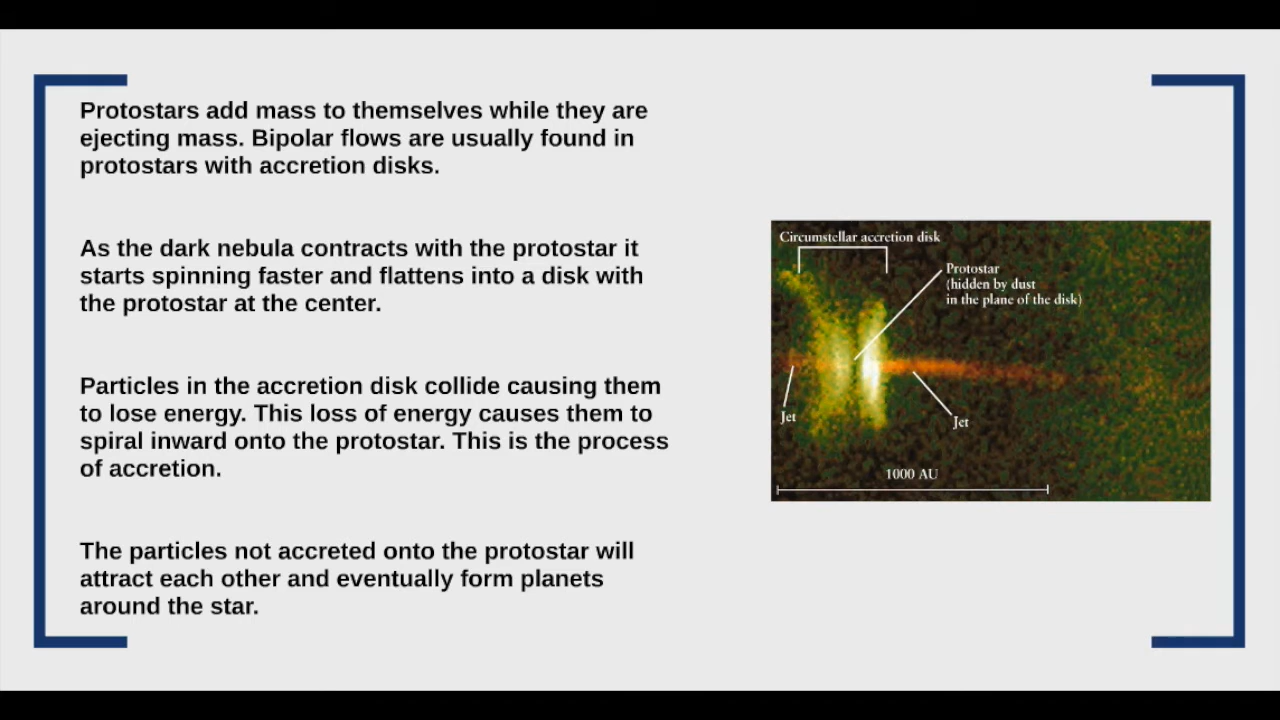 Protostars add mass to themselves while they are
ejecting mass. Bipolar flows are usually found in
protostars with accretion disks.
As the dark nebula contracts with the protostar it
starts spinning faster and flattens into a disk with
the protostar at the center.
Particles in the accretion disk collide causing them
to lose energy. This loss of energy causes them to
spiral inward onto the protostar. This is the process
of accretion.
The particles not accreted onto the protostar will
attract each other and eventually form planets
around the star.
Circumstellar accretion disk
Protostar
(hidden by dust
in the plane of the disk)
Jet
Jet
1000 AU